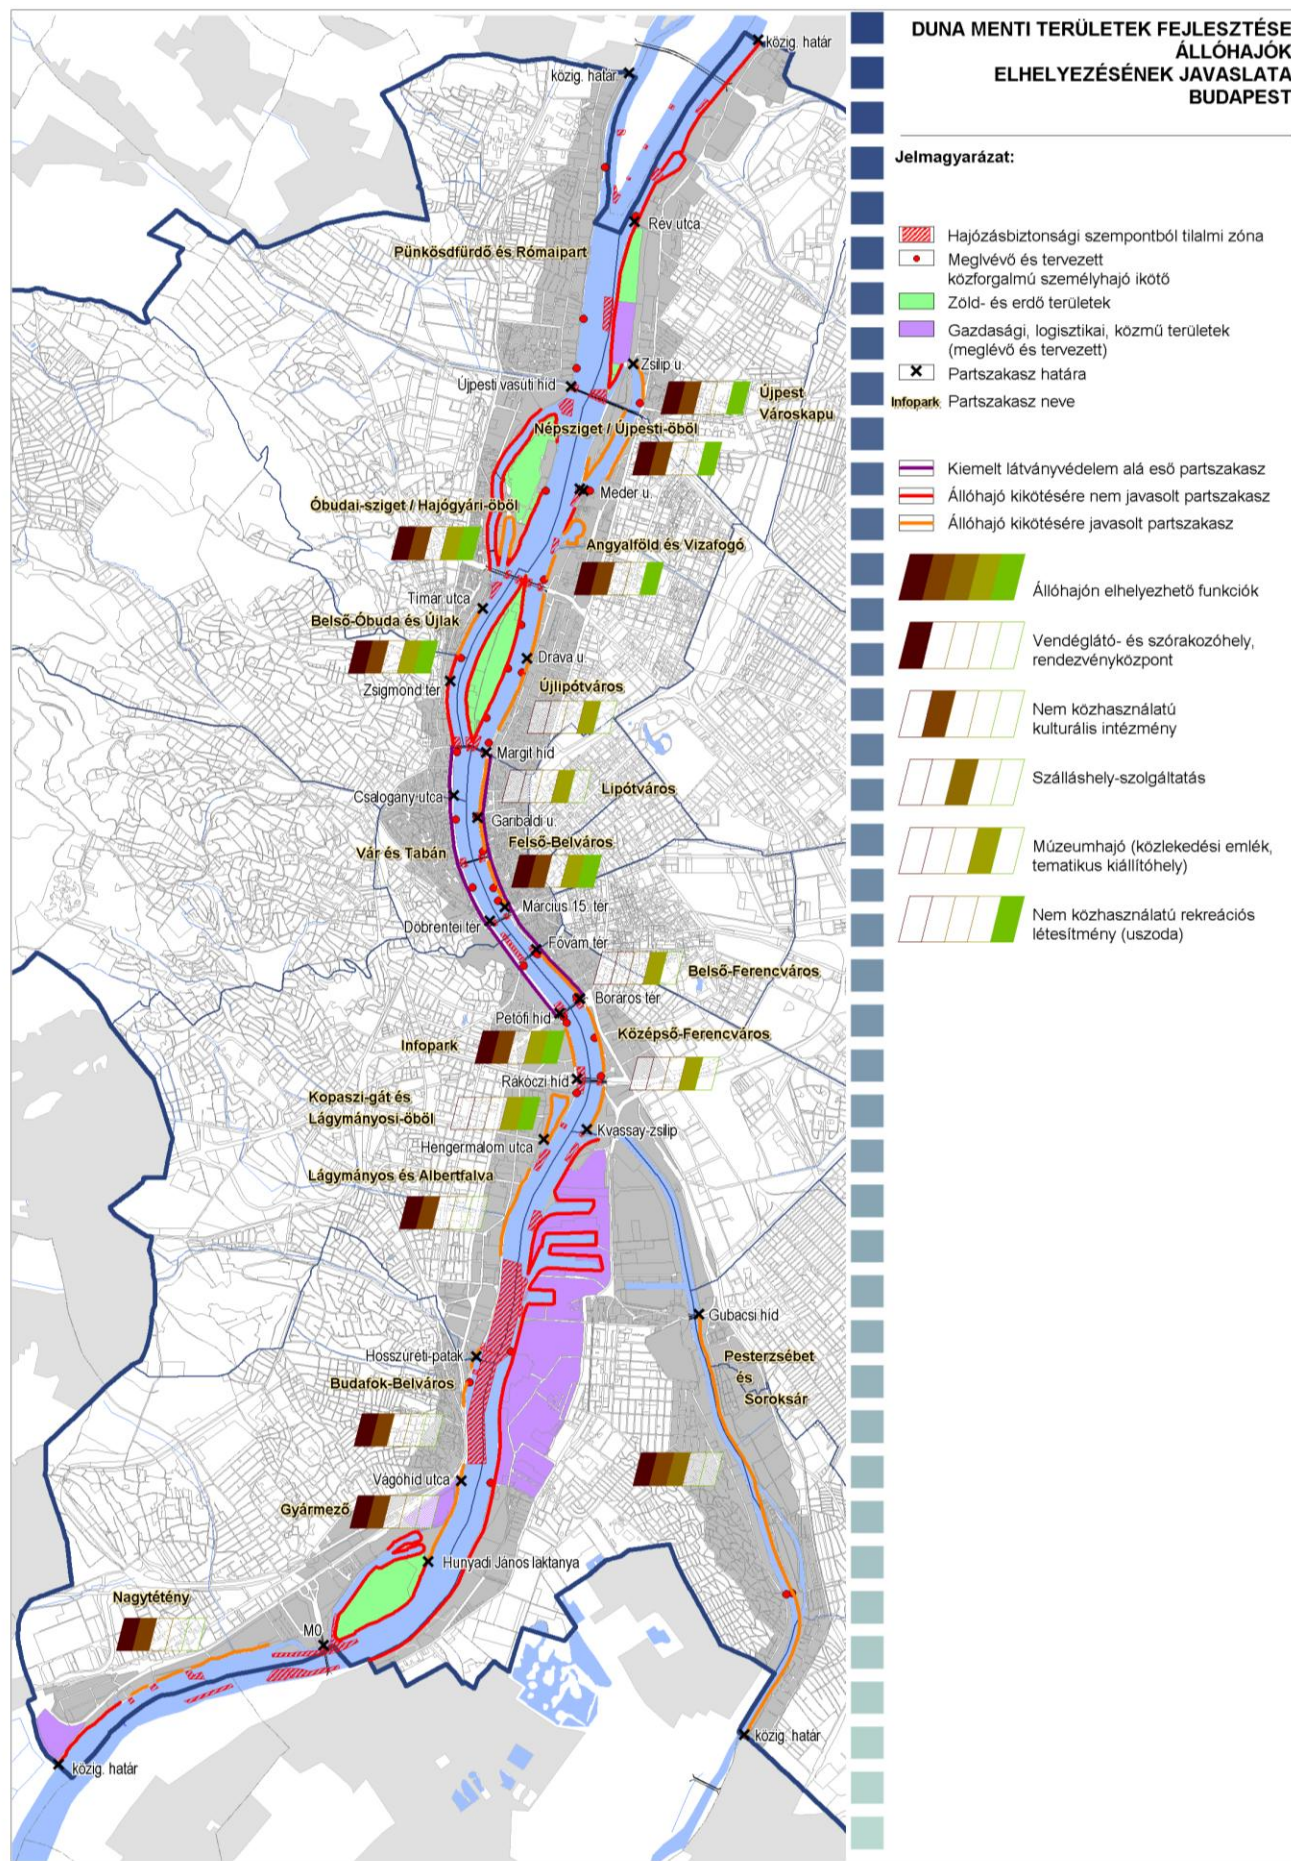 DUNA MENTI TERÜLETEK FEJLESZTÉSE
ÁLLÓHAJÓK
ELHELYEZÉSÉNEK JAVASLATA
BUDAPEST
Jelmagyarázat:
Hajózásbiztonsági szempontból tilalmi zóna
Meglvévő és tervezett
közforgalmú személyhajó ikötő
Zöld- és erdő területek
Gazdasági, logisztikai, közmű területek
(meglévő és tervezett)
Partszakasz határa
Infopark Partszakasz neve
Kiemelt látványvédelem alá eső partszakasz
Állóhajó kikötésére nem javasolt partszakasz
Állóhajó kikötésére javasolt partszakasz
Állóhajón elhelyezhető funkciók
Vendéglátó- és szórakozóhely,
rendezvényközpont
Nem közhasználatú
kulturális intézmény
Szálláshely-szolgáltatás
Múzeumhajó (közlekedési emlék,
tematikus kiállítóhely)
Nem közhasználatú rekreációs
létesítmény (uszoda)
közig. határ
közig. határ
Rév utca
Pünkösdfürdő és Rómaipart
Zsilip u.
Újpesti vasúti híd
Újpest
Városkapu
Népsziget / Újpesti-öböl
Meder u.
Óbudai-sziget / Hajógyári-öböl
Angyalföld és Vizafogó
Timár utca
Belső-Óbuda és Újlak
Dráva u.
Zsigmond tér
Újlipótváros
Margit híd
Csalogány utca
Lipótváros
Garibaldi u.
Vár és Tabán
Felső-Belváros
Március 15. tér
Döbrentei tér
Fővám tér
Belső-Ferencváros
Boráros tér
Petőfi híd
Középső-Ferencváros
Infopark
Rákóczi híd
Kopaszi-gát és
Lágymányosi-öböl
Kvassay-zsilip
Hengermalom utca
Lágymányos és Albertfalva
Gubacsi híd
Hosszúréti-patak
Pesterzsébet
és
Soroksár
Budafok-Belváros
Vágóhíd utca
Gyármező
Hunyadi János laktanya
Nagytétény
M0
közig. határ
közig. határ